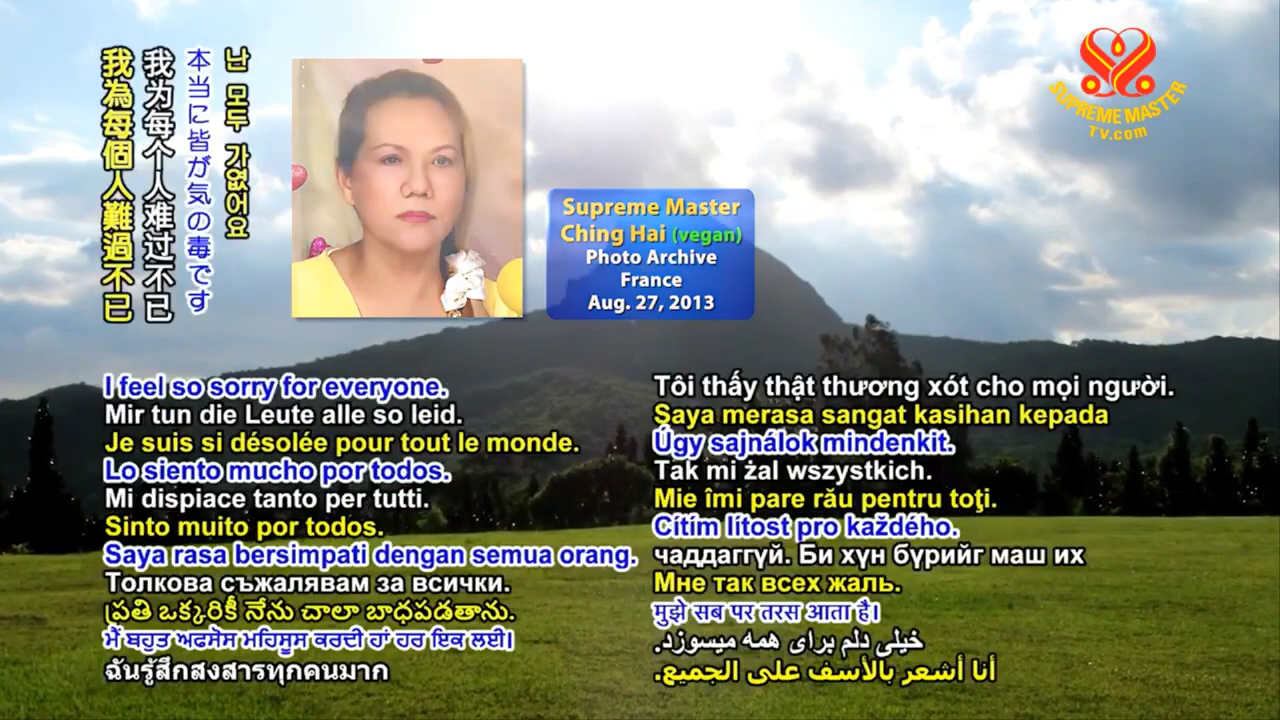 我為每個人難過不已
我为每个人难过不已
本当に皆が気の毒です
난 모두 가엾어요
SUPREME MASTER
TV.com
Supreme Master
Ching Hai (vegan)
Photo Archive
France
Aug. 27, 2013
I feel so sorry for everyone.
Mir tun die Leute alle so leid.
Je suis si désolée pour tout le monde.
Lo siento mucho por todos.
Mi dispiace tanto per tutti.
Sinto muito por todos.
Saya rasa bersimpati dengan semua orang.
Толкова съжалявам за всички.
ప్రతి ఒక్కరికీ నేను చాలా బాధపడతాను.
ਮੈਂ ਬਹੁਤ ਅਫਸੋਸ ਮਹਿਸੂਸ ਕਰਦੀ ਹਾਂ ਹਰ ਇਕ ਲਈ।
ฉันรู้สึกสงสารทุกคนมาก
Tôi thấy thật thương xót cho mọi người.
Saya merasa sangat kasihan kepada
Úgy sajnálok mindenkit.
Tak mi żal wszystkich.
Mie îmi pare rău pentru toţi.
Cítím lítost pro každého.
чаддаггүй. Би хүн бүрийг маш их
Мне так всех жаль.
मुझे सब पर तरस आता है।
خیلی دلم برای همه میسوزد.
أنا أشعر بالأسف على الجميع.